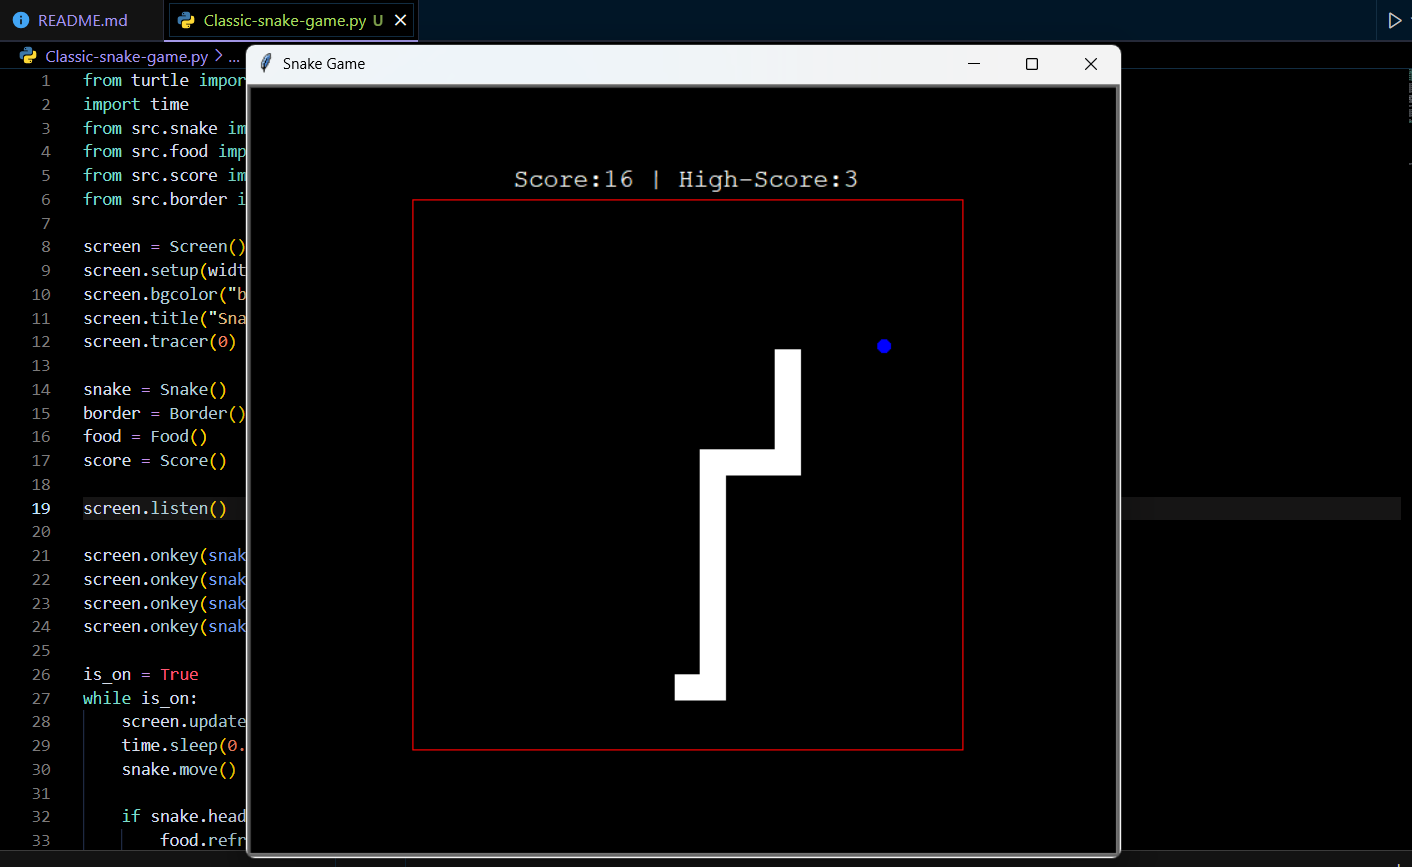 README.md
Classic-snake-game.py U
Classic-snake-game.py > ...
Snake Game
Score:16 | High-Score:3
1 from turtle impor
2 import time
3 from src.snake im
4 from src.food imp
5 from src.score im
6 from src.border i
7
8 screen = Screen()
9 screen.setup(widt
10 screen.bgcolor("b
11 screen.title("Sna
12 screen.tracer(0)
13
14 snake = Snake()
15 border = Border()
16 food = Food()
17 score = Score()
18
19 screen.listen()
20
21 screen.onkey(snak
22 screen.onkey(snak
23 screen.onkey(snak
24 screen.onkey(snak
25
26 is_on = True
27 while is_on:
28 screen.update
29 time.sleep(0.
30 snake.move()
31
32 if snake.head
33 food.refr